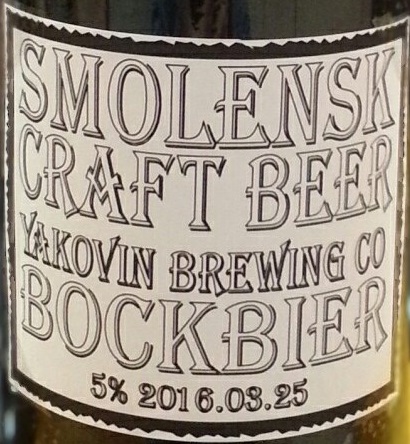 SMOLENSK
CRAFT BEER
YAKOVIN BREWING CO
BOCKBIER
5% 2016.03.25